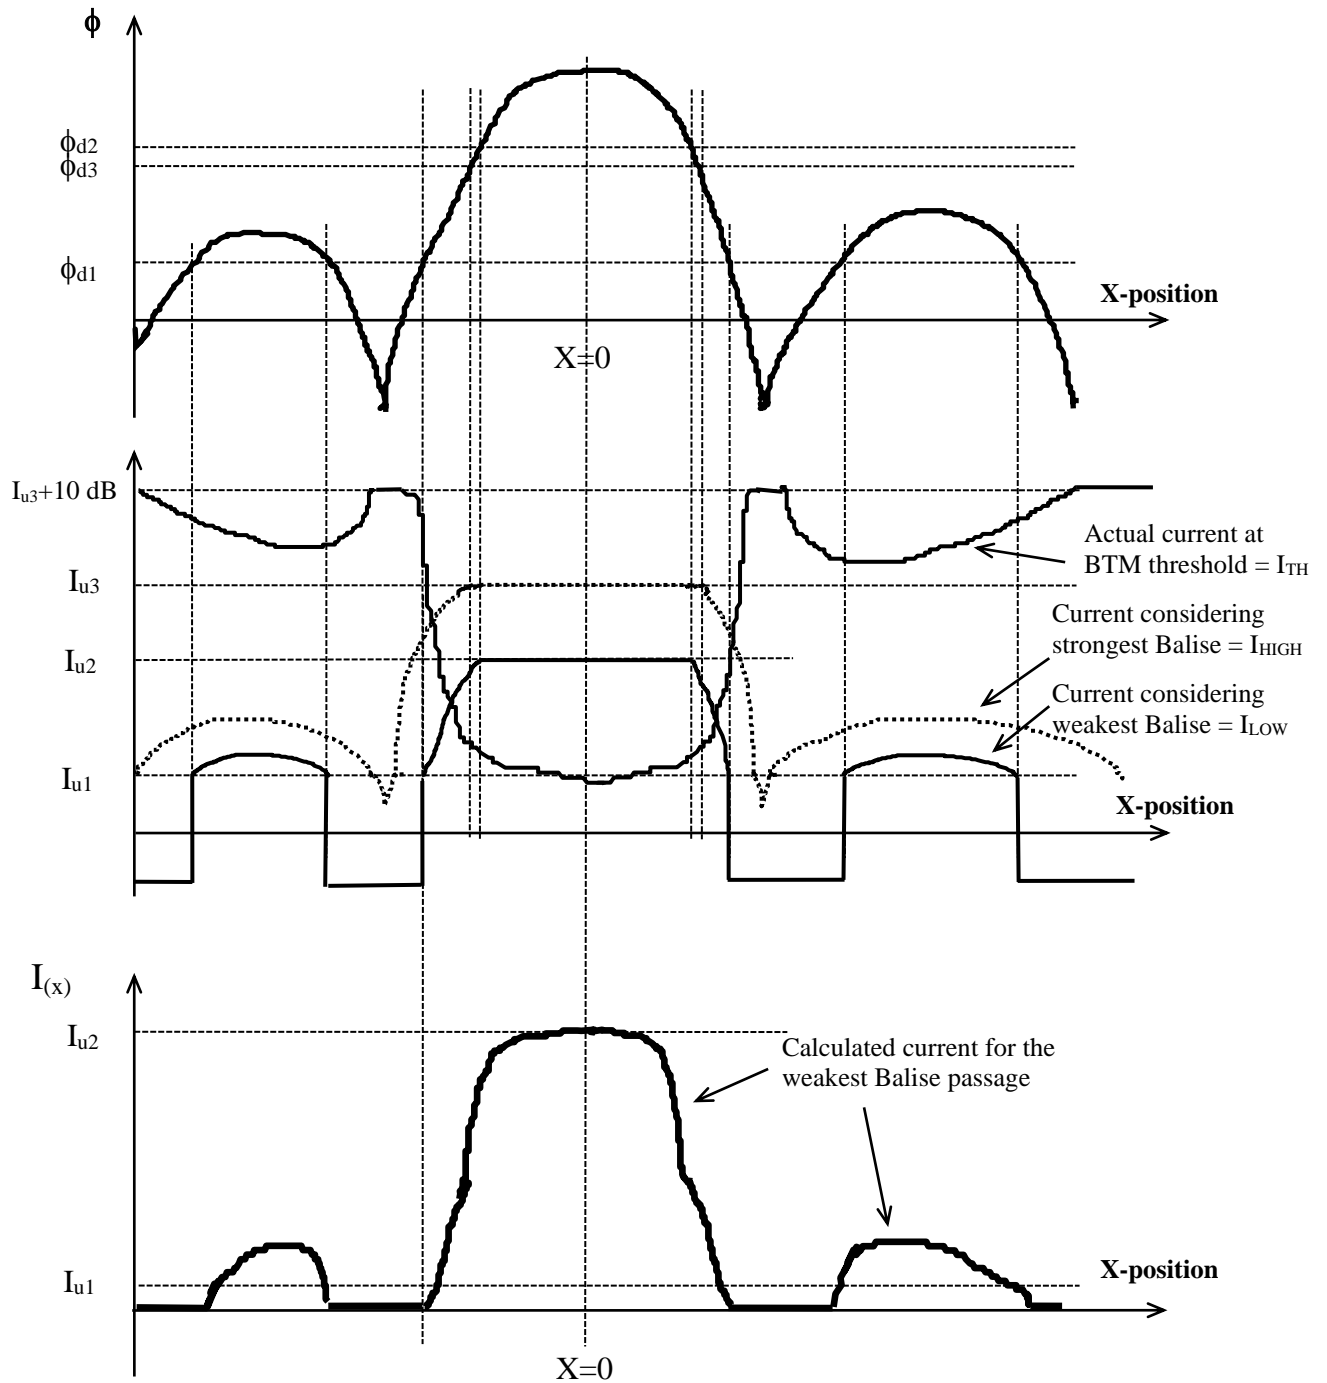 ϕ
ϕd2
ϕd3
ϕd1
X-position
X=0
Iu3+10 dB
Actual current at
BTM threshold = ITH
Iu3
Current considering
strongest Balise = IHIGH
Iu2
Current considering
weakest Balise = ILOW
Iu1
X-position
I(x)
Iu2
Calculated current for the
weakest Balise passage
Iu1
X-position
X=0